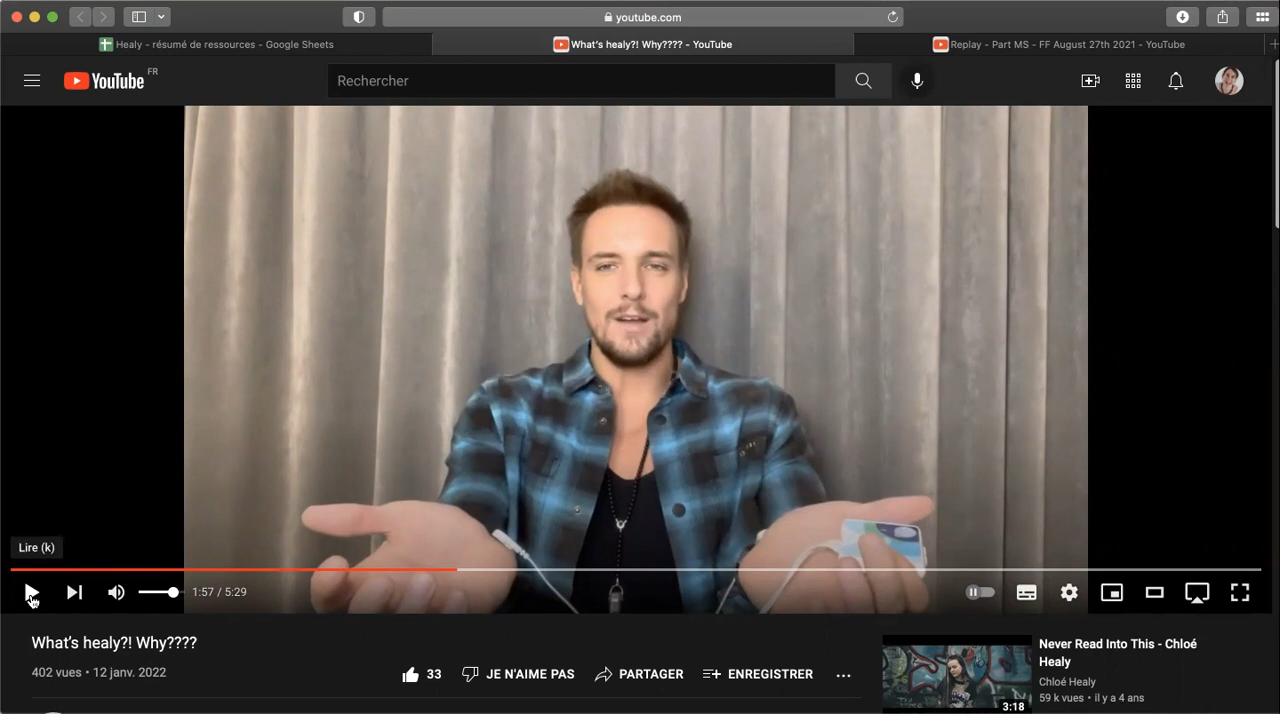 youtube.com
Healy - résumé de ressources - Google Sheets
What's healy?! Why???? - YouTube
Replay - Part MS - FF August 27th 2021 - YouTube
YouTube FR
Rechercher
Lire (k)
1:57 / 5:29
What's healy?! Why????
402 vues • 12 janv. 2022
33
JE N'AIME PAS
PARTAGER
ENREGISTRER
Never Read Into This - Chloé
Healy
Chloé Healy
59 k vues • il y a 4 ans
3:18